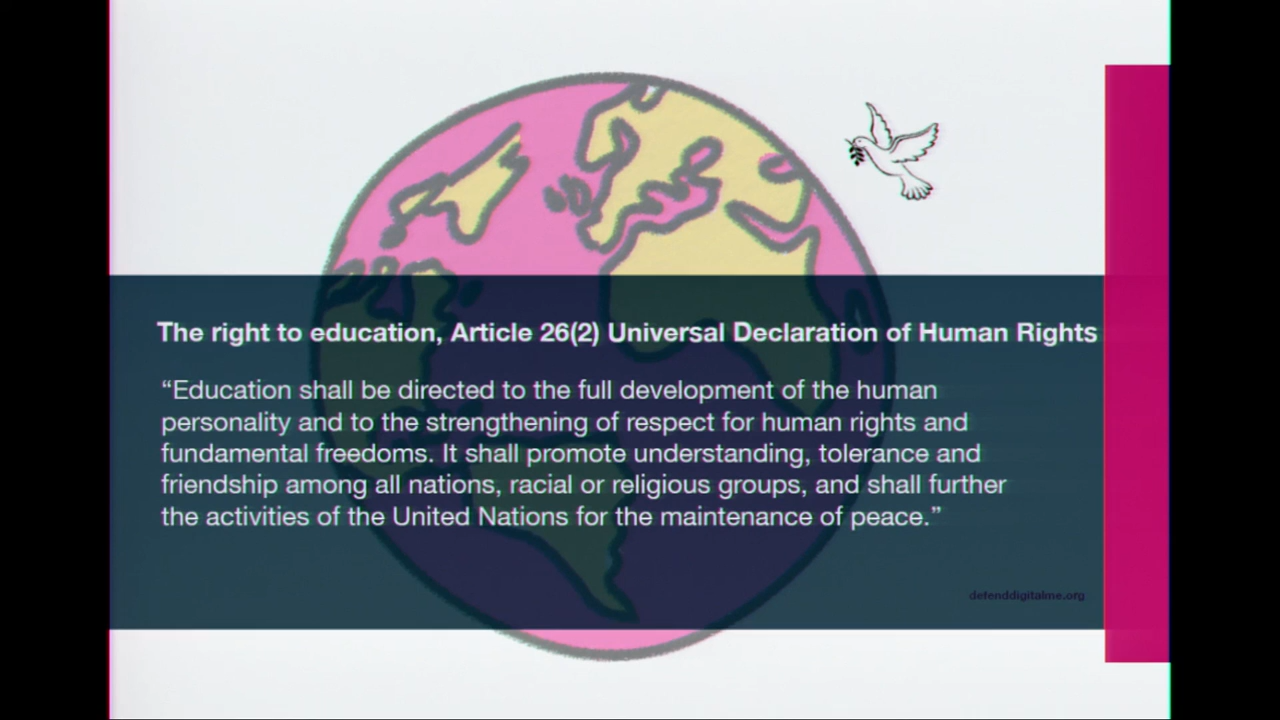 The right to education, Article 26(2) Universal Declaration of Human Rights
“Education shall be directed to the full development of the human
personality and to the strengthening of respect for human rights and
fundamental freedoms. It shall promote understanding, tolerance and
friendship among all nations, racial or religious groups, and shall further
the activities of the United Nations for the maintenance of peace.”
defenddigitalme.org